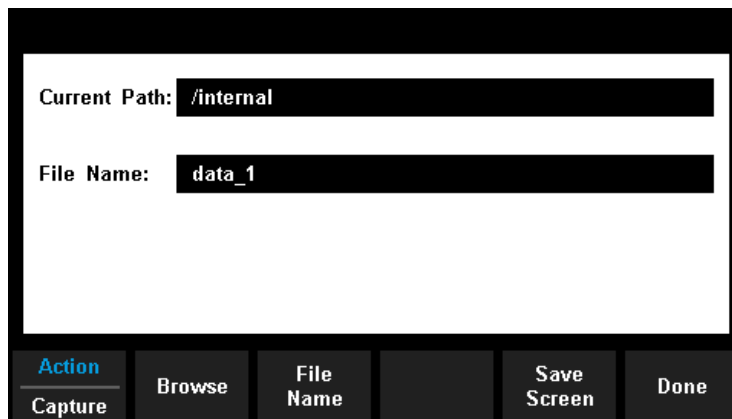 Current Path: /internal
File Name: data_1
Action
Capture
Browse
File
Name
Save
Screen
Done